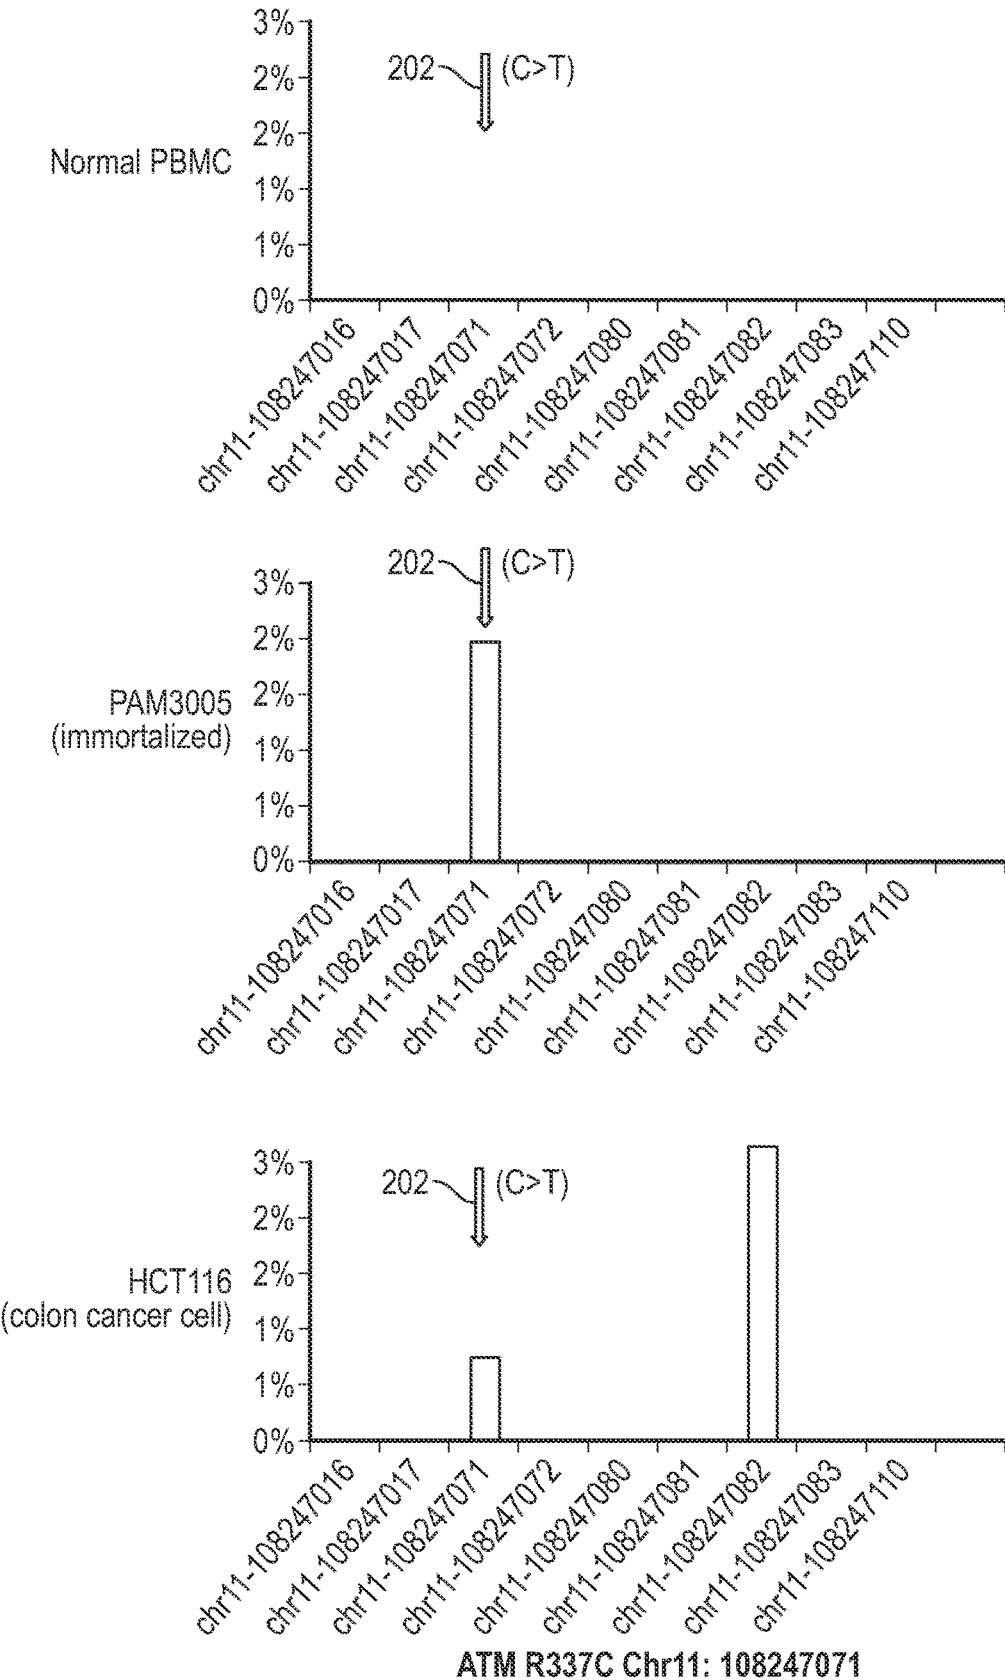 3%
202 (C>T)
2%
2%
Normal PBMC
1%
1%
0%
chr11-108247016
chr11-108247017
chr11-108247071
chr11-108247072
chr11-108247080
chr11-108247081
chr11-108247082
chr11-108247083
chr11-108247110
202 (C>T)
3%
2%
2%
PAM3005
(immortalized)
1%
1%
0%
chr11-108247016
chr11-108247017
chr11-108247071
chr11-108247072
chr11-108247080
chr11-108247081
chr11-108247082
chr11-108247083
chr11-108247110
3%
202 (C>T)
2%
2%
HCT116
(colon cancer cell)
1%
1%
0%
chr11-108247016
chr11-108247017
chr11-108247071
chr11-108247072
chr11-108247080
chr11-108247081
chr11-108247082
chr11-108247083
chr11-108247110
ATM R337C Chr11: 108247071